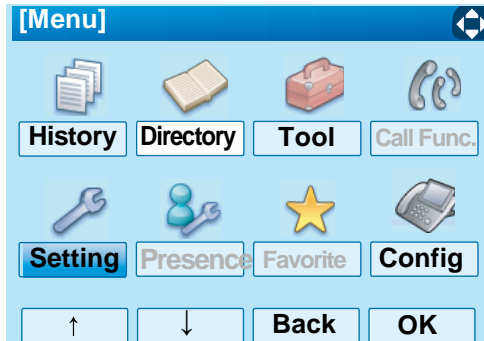 [Menu]
History Directory Tool Call Func.
Setting Presence Favorite Config
↑ ↓ Back OK